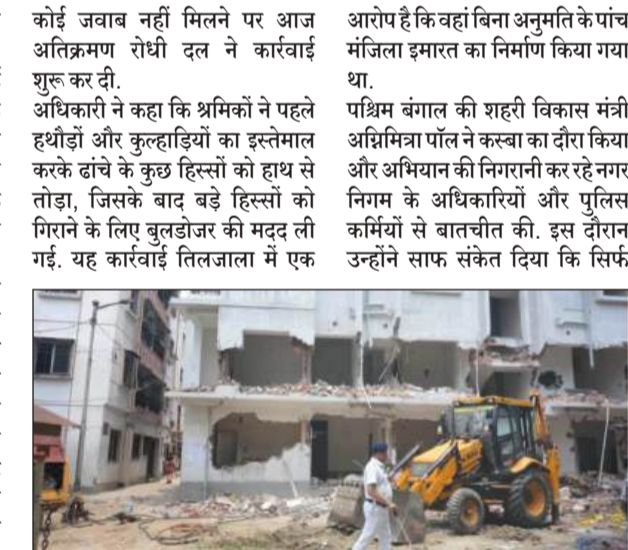 कोई जवाब नहीं मिलने पर आज
अतिक्रमण रोधी दल ने कार्रवाई
शुरू कर दी.
अधिकारी ने कहा कि श्रमिकों ने पहले
हथौड़ों और कुल्हाड़ियों का इस्तेमाल
करके ढांचे के कुछ हिस्सों को हाथ से
तोड़ा, जिसके बाद बड़े हिस्सों को
गिराने के लिए बुलडोजर की मदद ली
गई. यह कार्रवाई तिलजाला में एक
आरोप है कि वहां बिना अनुमति के पांच
मंजिला इमारत का निर्माण किया गया
था.
पश्चिम बंगाल की शहरी विकास मंत्री
अग्निमित्रा पॉल ने कस्बा का दौरा किया
और अभियान की निगरानी कर रहे नगर
निगम के अधिकारियों और पुलिस
कर्मियों से बातचीत की. इस दौरान
उन्होंने साफ संकेत दिया कि सिर्फ